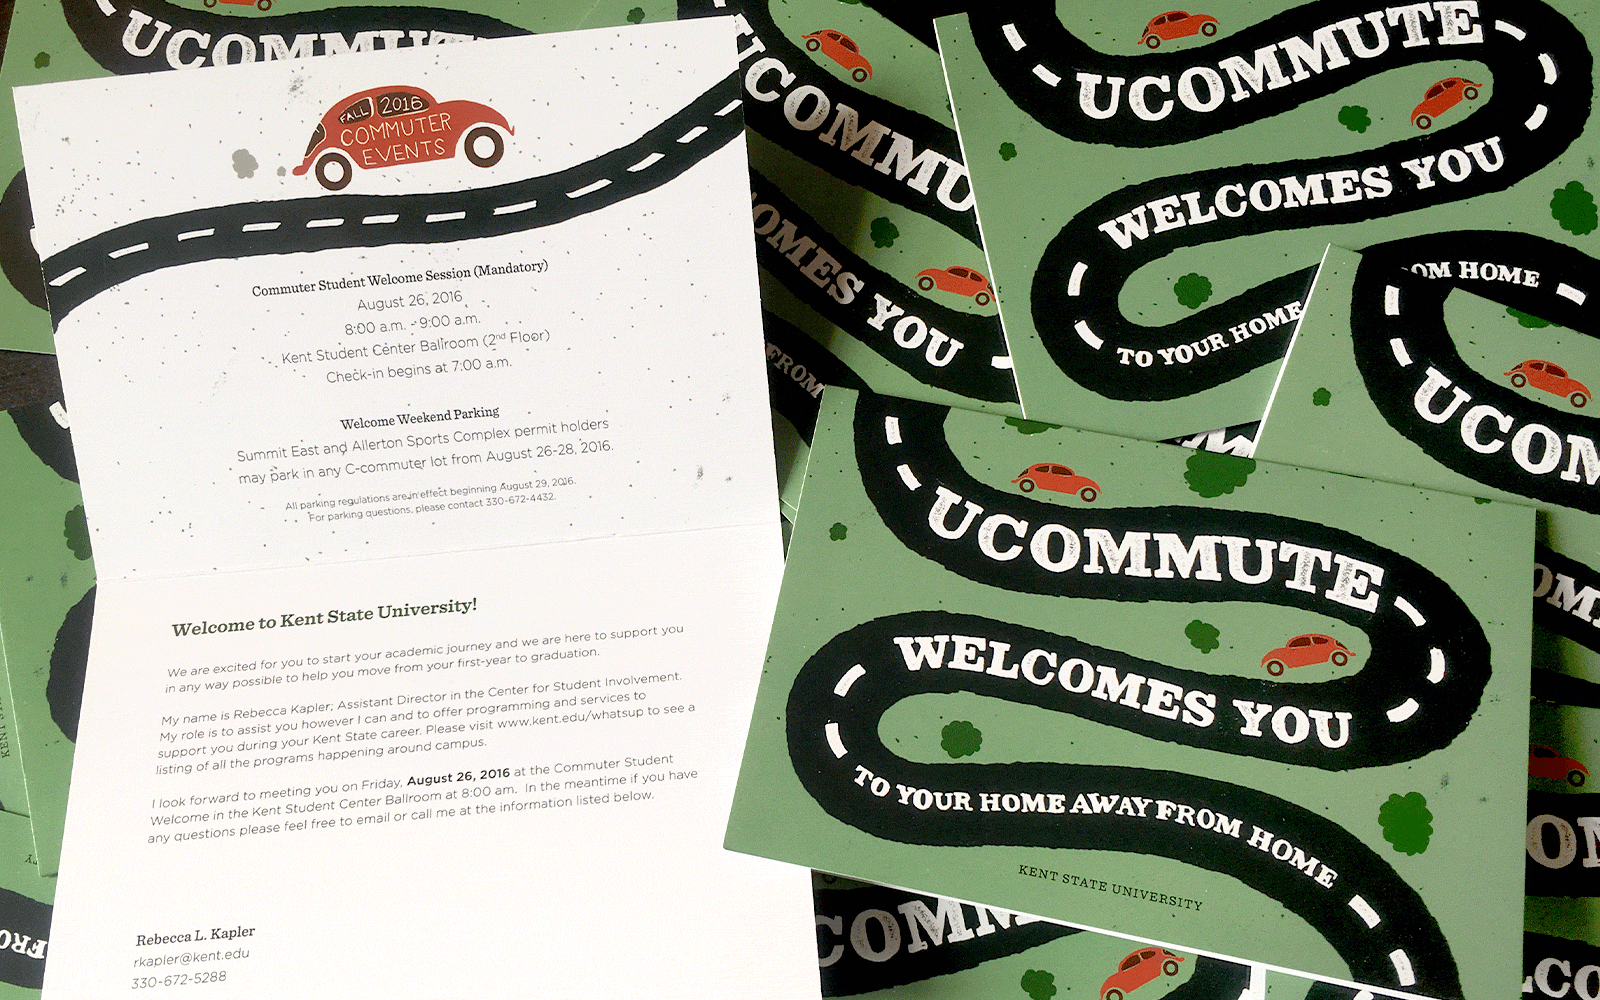 UCOMMUTE
FALL 2016
COMMUTER
EVENTS
Commuter Student Welcome Session (Mandatory)
August 26, 2016
8:00 a.m. - 9:00 a.m.
Kent Student Center Ballroom (2nd Floor)
Check-in begins at 7:00 a.m.
Welcome Weekend Parking
Summit East and Allerton Sports Complex permit holders
may park in any C-commuter lot from August 26-28, 2016.
All parking regulations are in effect beginning August 29, 2016.
For parking questions, please contact 330-672-4432.
Welcome to Kent State University!
We are excited for you to start your academic journey and we are here to support you
in any way possible to help you move from your first-year to graduation.
My name is Rebecca Kapler; Assistant Director in the Center for Student Involvement.
My role is to assist you however I can and to offer programming and services to
support you during your Kent State career. Please visit www.kent.edu/whatsup to see a
listing of all the programs happening around campus.
I look forward to meeting you on Friday, August 26, 2016 at the Commuter Student
Welcome in the Kent Student Center Ballroom at 8:00 am. In the meantime if you have
any questions please feel free to email or call me at the information listed below.
Rebecca L. Kapler
rkapler@kent.edu
330-672-5288
UCOMMU
OMES YOU
FROM
UCOMMUTE
WELCOMES YOU
TO YOUR HOME
OM HOME
UCOM
UCOMMUTE
WELCOMES YOU
TO YOUR HOME AWAY FROM HOME
KENT STATE UNIVERSITY
COMM